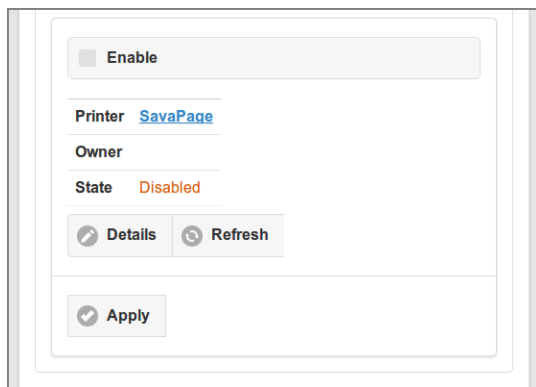 Enable
Printer SavaPage
Owner
State Disabled
Details Refresh
Apply